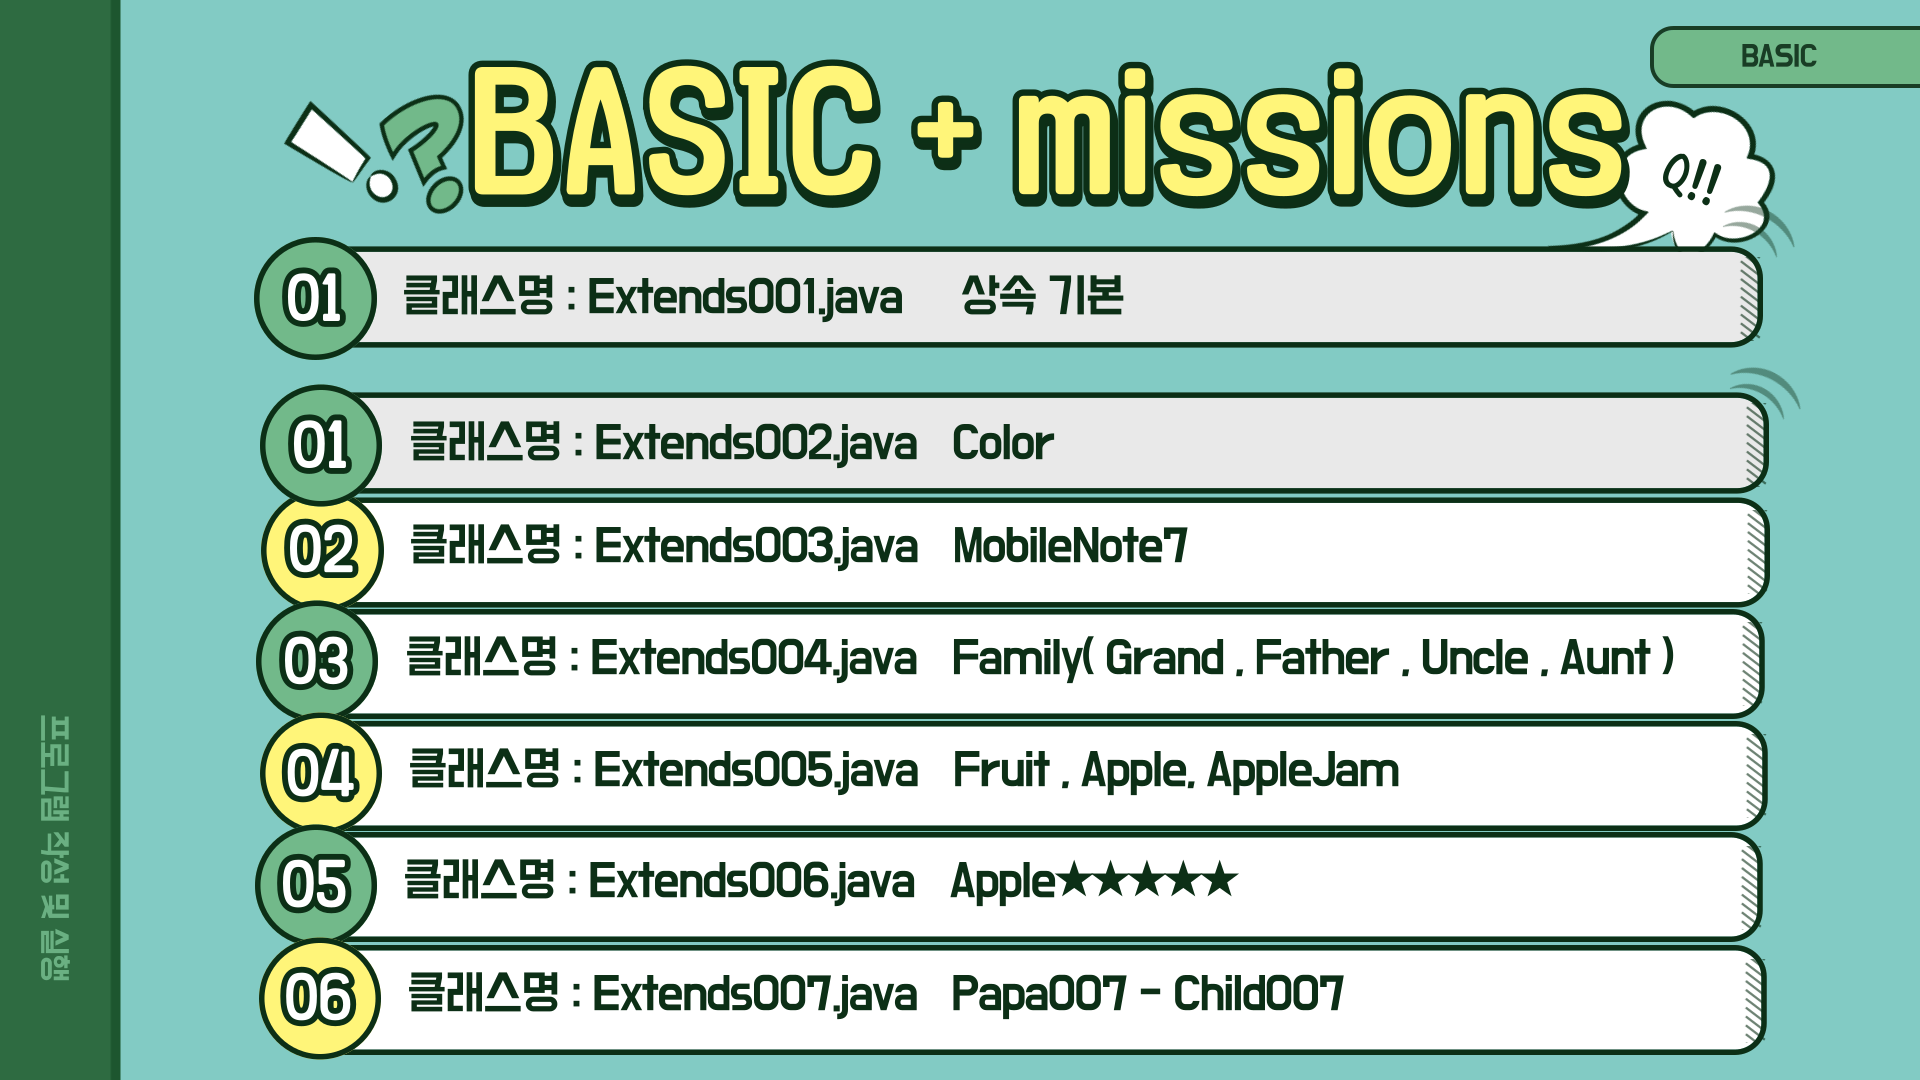 BASIC
BASIC + missions
Q!!
01 클래스명 : Extends001.java 상속 기본
01 클래스명 : Extends002.java Color
02 클래스명 : Extends003.java MobileNote7
03 클래스명 : Extends004.java Family( Grand , Father , Uncle , Aunt )
04 클래스명 : Extends005.java Fruit , Apple, AppleJam
05 클래스명 : Extends006.java Apple★★★★★
06 클래스명 : Extends007.java Papa007 - Child007
프로그램 작성 및 실행